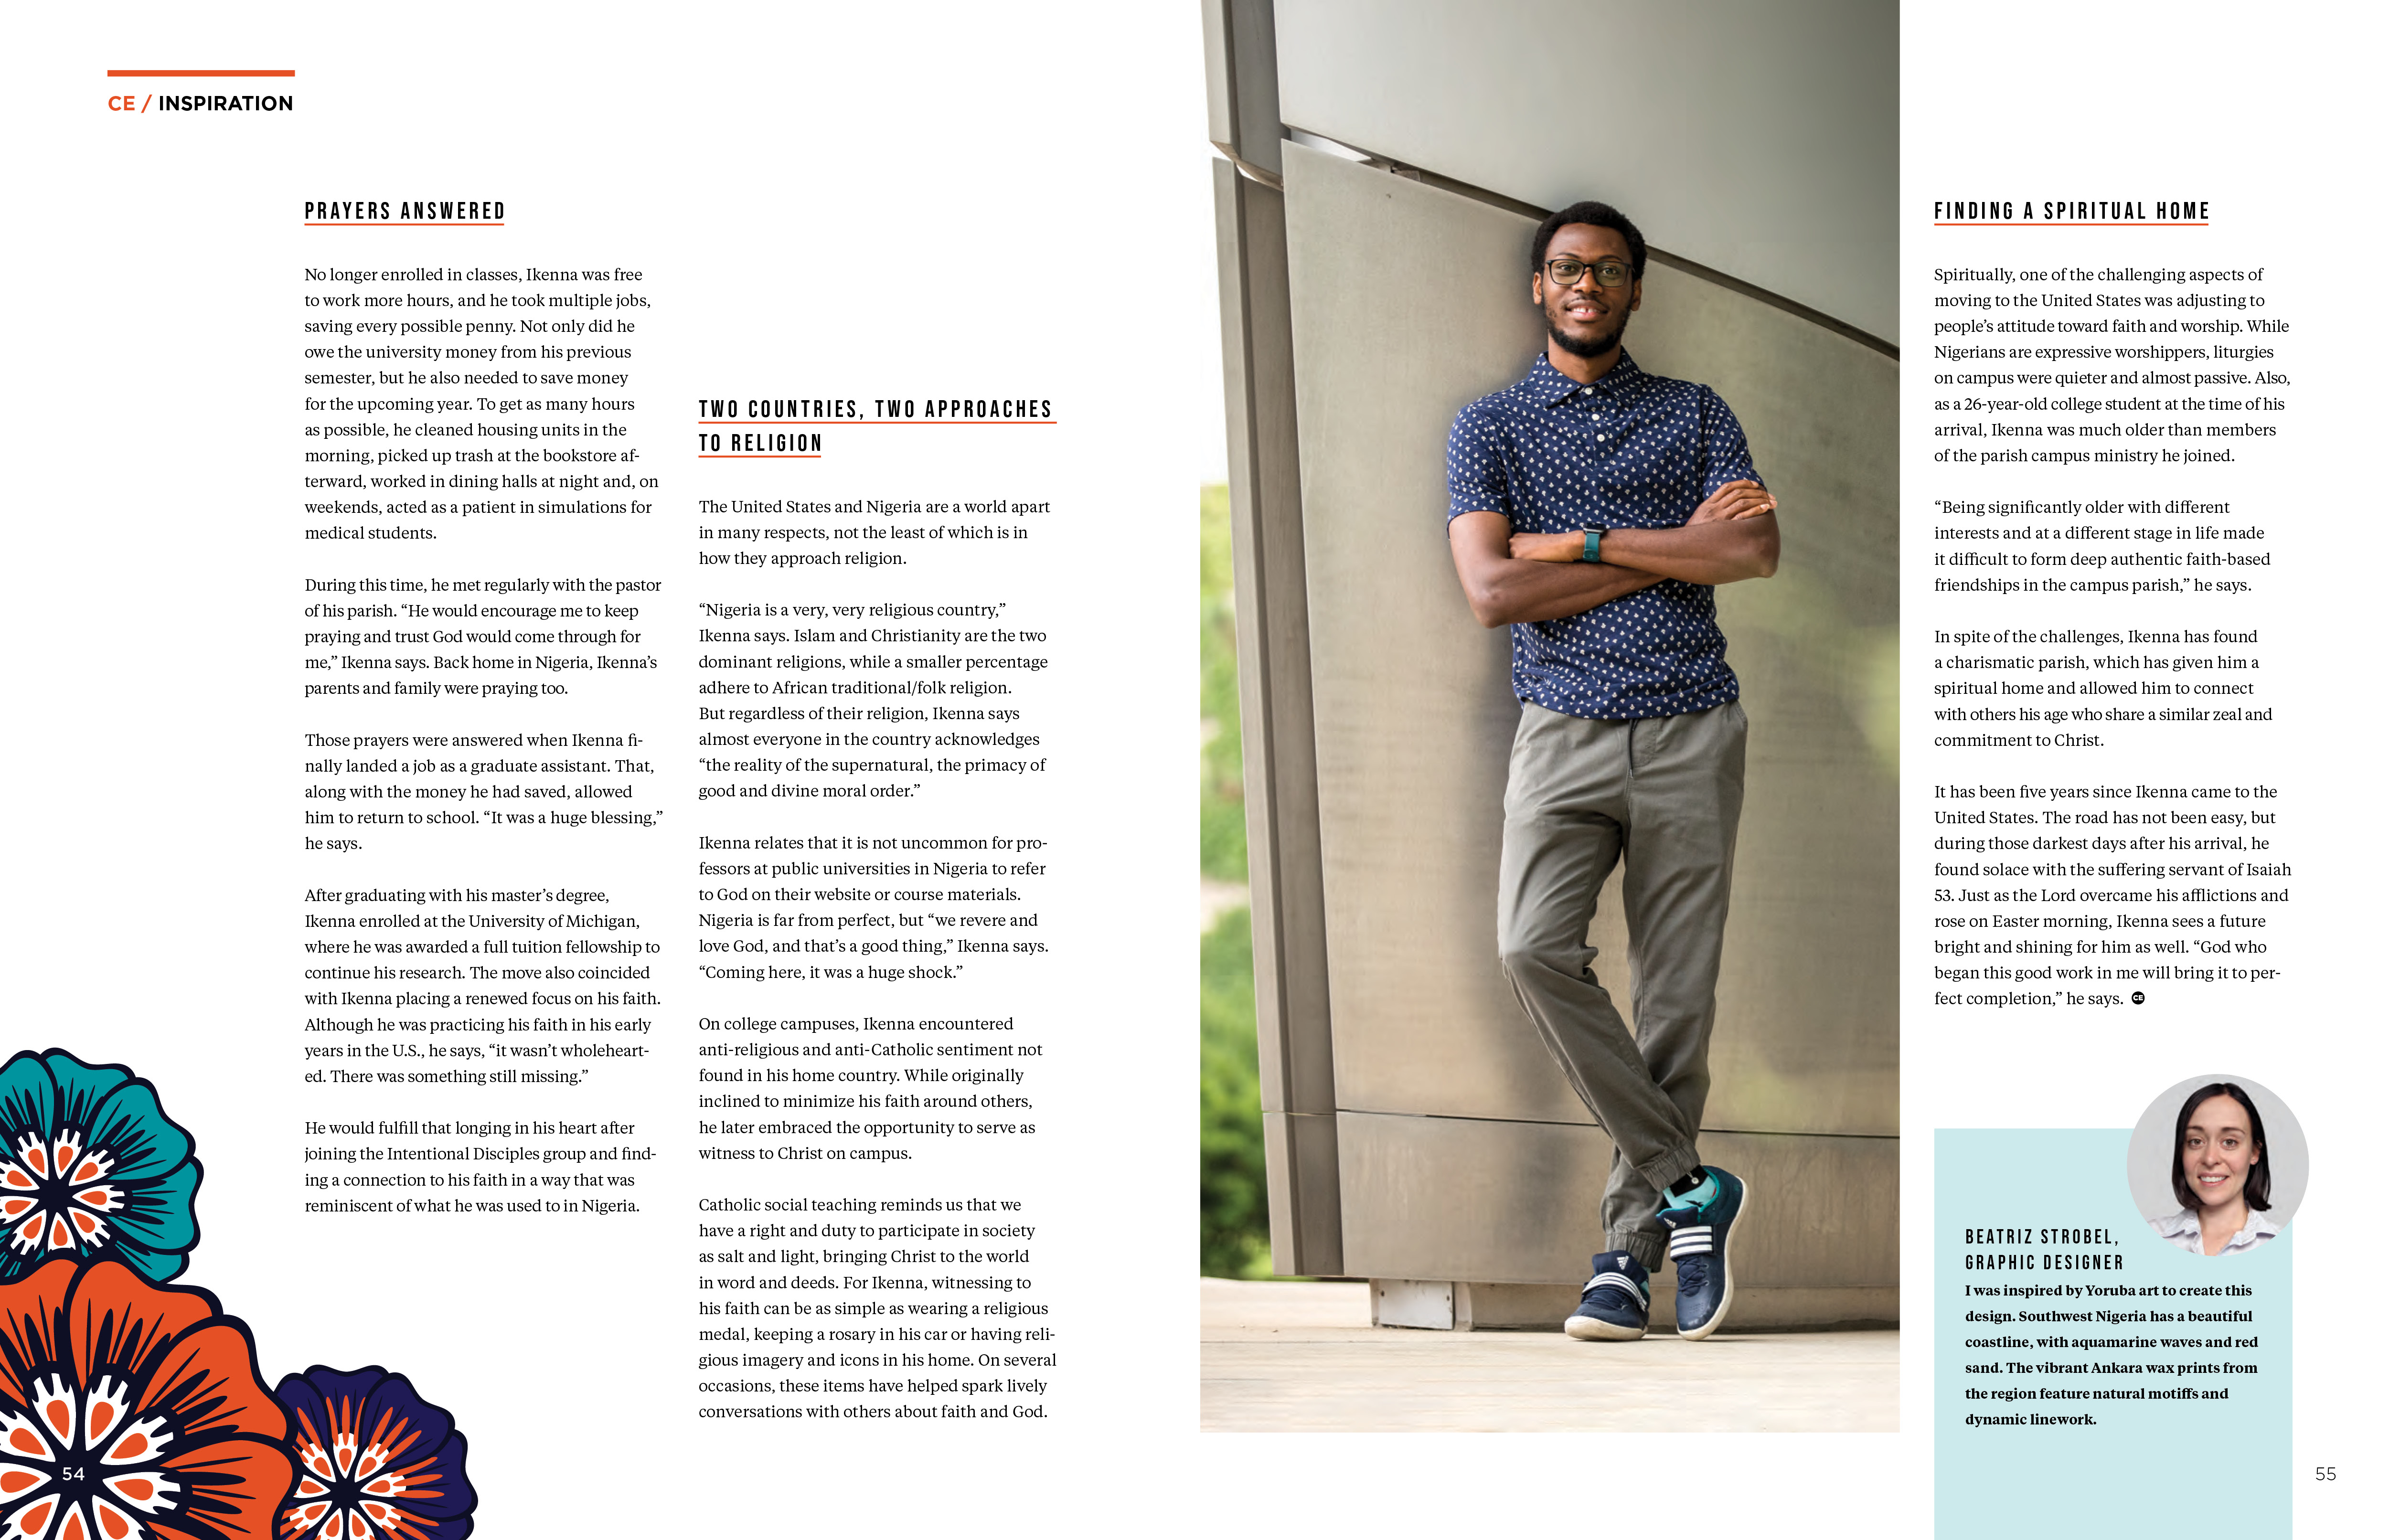 CE / INSPIRATION
PRAYERS ANSWERED
No longer enrolled in classes, Ikenna was free
to work more hours, and he took multiple jobs,
saving every possible penny. Not only did he
owe the university money from his previous
semester, but he also needed to save money
for the upcoming year. To get as many hours
as possible, he cleaned housing units in the
morning, picked up trash at the bookstore af-
terward, worked in dining halls at night and, on
weekends, acted as a patient in simulations for
medical students.
During this time, he met regularly with the pastor
of his parish. “He would encourage me to keep
praying and trust God would come through for
me,” Ikenna says. Back home in Nigeria, Ikenna’s
parents and family were praying too.
Those prayers were answered when Ikenna fi-
nally landed a job as a graduate assistant. That,
along with the money he had saved, allowed
him to return to school. “It was a huge blessing,”
he says.
After graduating with his master’s degree,
Ikenna enrolled at the University of Michigan,
where he was awarded a full tuition fellowship to
continue his research. The move also coincided
with Ikenna placing a renewed focus on his faith.
Although he was practicing his faith in his early
years in the U.S., he says, “it wasn’t wholeheart-
ed. There was something still missing.”
He would fulfill that longing in his heart after
joining the Intentional Disciples group and find-
ing a connection to his faith in a way that was
reminiscent of what he was used to in Nigeria.
54
TWO COUNTRIES, TWO APPROACHES
TO RELIGION
The United States and Nigeria are a world apart
in many respects, not the least of which is in
how they approach religion.
“Nigeria is a very, very religious country,”
Ikenna says. Islam and Christianity are the two
dominant religions, while a smaller percentage
adhere to African traditional/folk religion.
But regardless of their religion, Ikenna says
almost everyone in the country acknowledges
“the reality of the supernatural, the primacy of
good and divine moral order.”
Ikenna relates that it is not uncommon for pro-
fessors at public universities in Nigeria to refer
to God on their website or course materials.
Nigeria is far from perfect, but “we revere and
love God, and that’s a good thing,” Ikenna says.
“Coming here, it was a huge shock.”
On college campuses, Ikenna encountered
anti-religious and anti-Catholic sentiment not
found in his home country. While originally
inclined to minimize his faith around others,
he later embraced the opportunity to serve as
witness to Christ on campus.
Catholic social teaching reminds us that we
have a right and duty to participate in society
as salt and light, bringing Christ to the world
in word and deeds. For Ikenna, witnessing to
his faith can be as simple as wearing a religious
medal, keeping a rosary in his car or having reli-
gious imagery and icons in his home. On several
occasions, these items have helped spark lively
conversations with others about faith and God.
FINDING A SPIRITUAL HOME
Spiritually, one of the challenging aspects of
moving to the United States was adjusting to
people’s attitude toward faith and worship. While
Nigerians are expressive worshippers, liturgies
on campus were quieter and almost passive. Also,
as a 26-year-old college student at the time of his
arrival, Ikenna was much older than members
of the parish campus ministry he joined.
“Being significantly older with different
interests and at a different stage in life made
it difficult to form deep authentic faith-based
friendships in the campus parish,” he says.
In spite of the challenges, Ikenna has found
a charismatic parish, which has given him a
spiritual home and allowed him to connect
with others his age who share a similar zeal and
commitment to Christ.
It has been five years since Ikenna came to the
United States. The road has not been easy, but
during those darkest days after his arrival, he
found solace with the suffering servant of Isaiah
53. Just as the Lord overcame his afflictions and
rose on Easter morning, Ikenna sees a future
bright and shining for him as well. “God who
began this good work in me will bring it to per-
fect completion,” he says. CE
BEATRIZ STROBEL,
GRAPHIC DESIGNER
I was inspired by Yoruba art to create this
design. Southwest Nigeria has a beautiful
coastline, with aquamarine waves and red
sand. The vibrant Ankara wax prints from
the region feature natural motiffs and
dynamic linework.
55